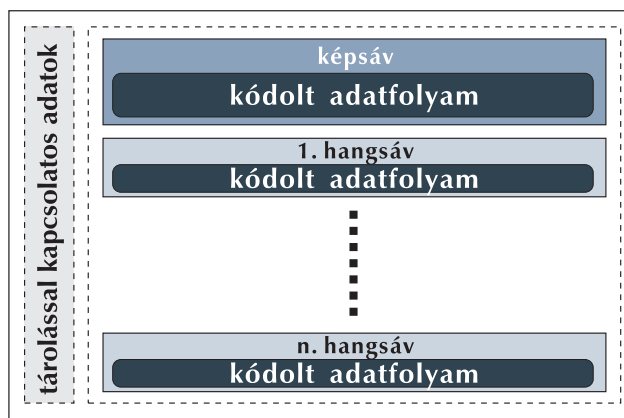 tárolással kapcsolatos adatok
képsáv
kódolt adatfolyam
1. hangsáv
kódolt adatfolyam
n. hangsáv
kódolt adatfolyam